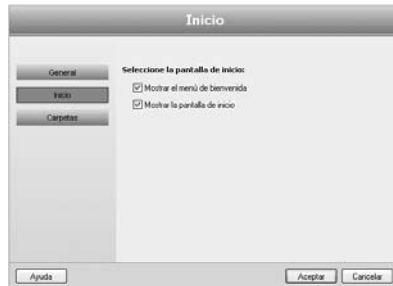 Inicio
General
Inicio
Carpetas
Seleccione la pantalla de inicio:
Mostrar el menú de bienvenida
Mostrar la pantalla de inicio
Ayuda
Aceptar
Cancelar